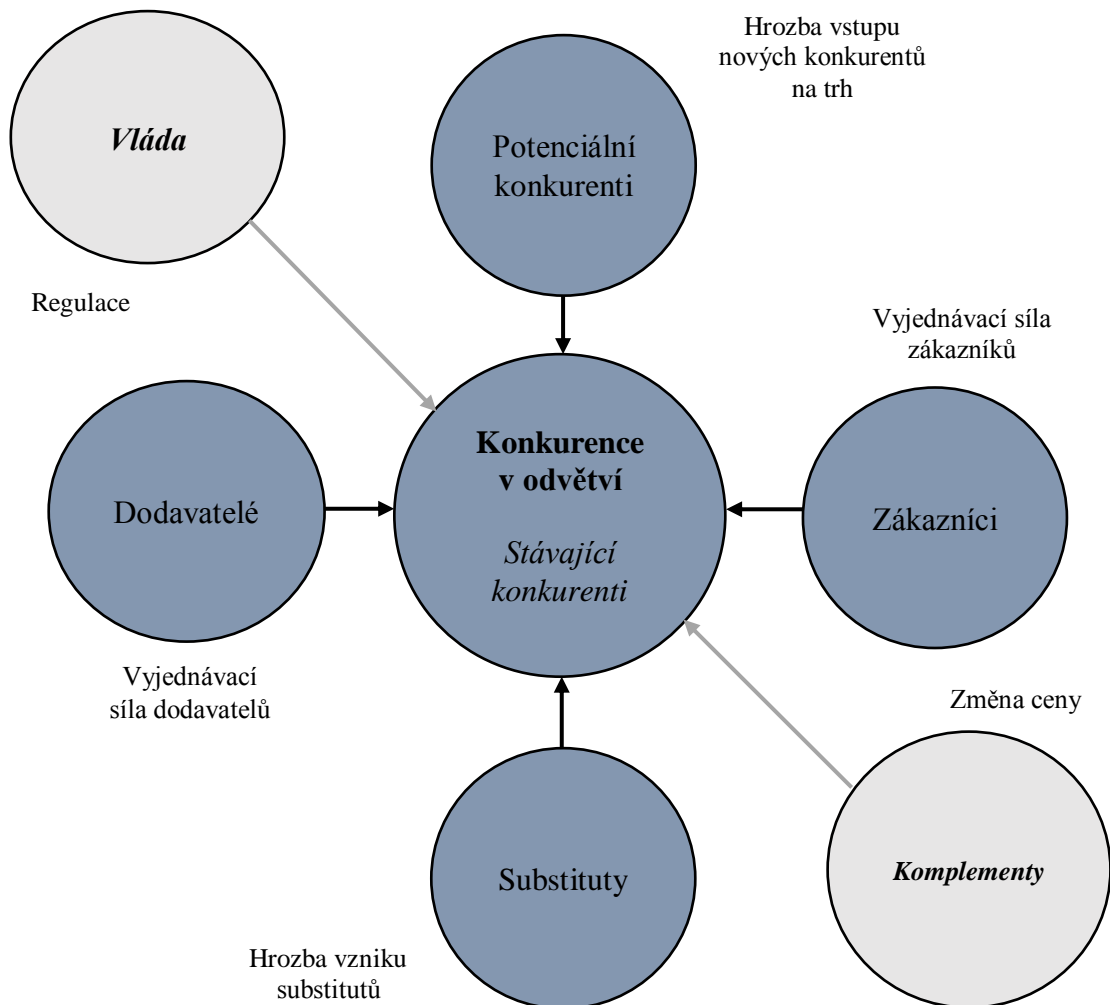 Hrozba vstupu
nových konkurentů
na trh
Vláda
Potenciální
konkurenti
Regulace
Vyjednávací síla
zákazníků
Konkurence
v odvětví
Stávající
konkurenti
Dodavatelé
Zákazníci
Vyjednávací
síla dodavatelů
Změna ceny
Substituty
Komplementy
Hrozba vzniku
substitutů